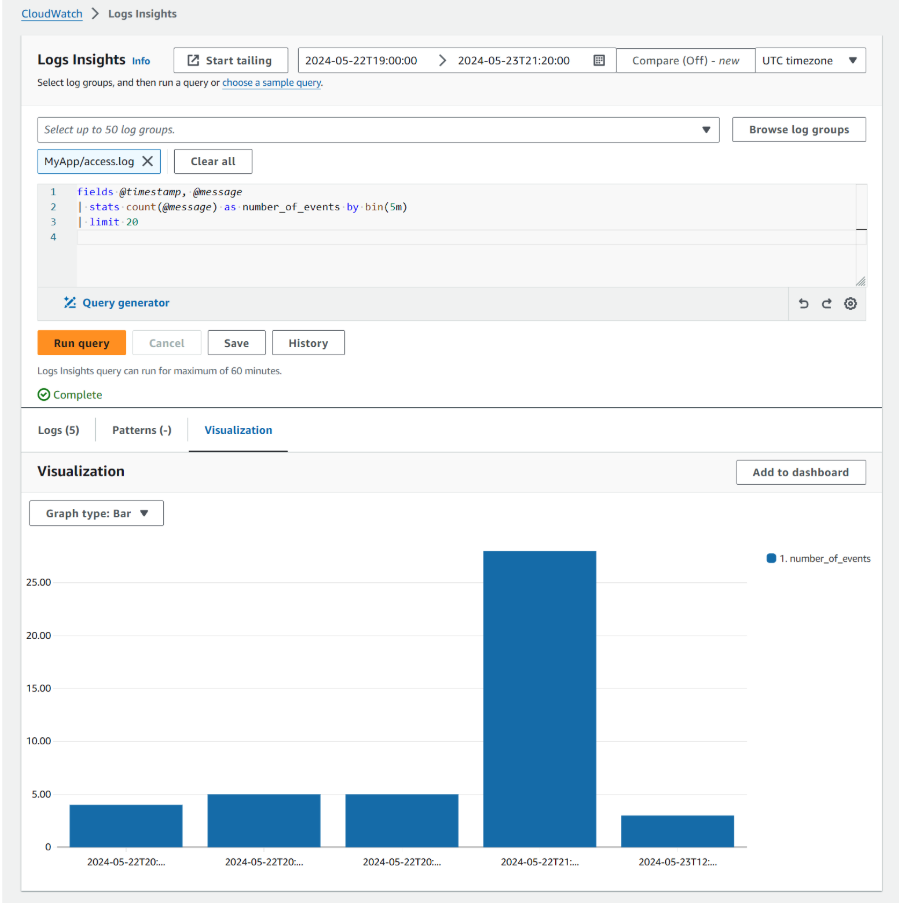 CloudWatch > Logs Insights
Logs Insights Info Start tailing 2024-05-22T19:00:00 > 2024-05-23T21:20:00 Compare (Off) - new UTC timezone
Select log groups, and then run a query or choose a sample query.
Select up to 50 log groups. Browse log groups
MyApp/access.log Clear all
1 fields @timestamp, @message
2 | stats count(@message) as number_of_events by bin(5m)
3 | limit 20
4
Query generator
Run query Cancel Save History
Logs Insights query can run for maximum of 60 minutes.
Complete
Logs (5) Patterns (-) Visualization
Visualization Add to dashboard
Graph type: Bar
1. number_of_events
25.00
20.00
15.00
10.00
5.00
0
2024-05-22T20:... 2024-05-22T20:... 2024-05-22T20:... 2024-05-22T21:... 2024-05-23T12:...